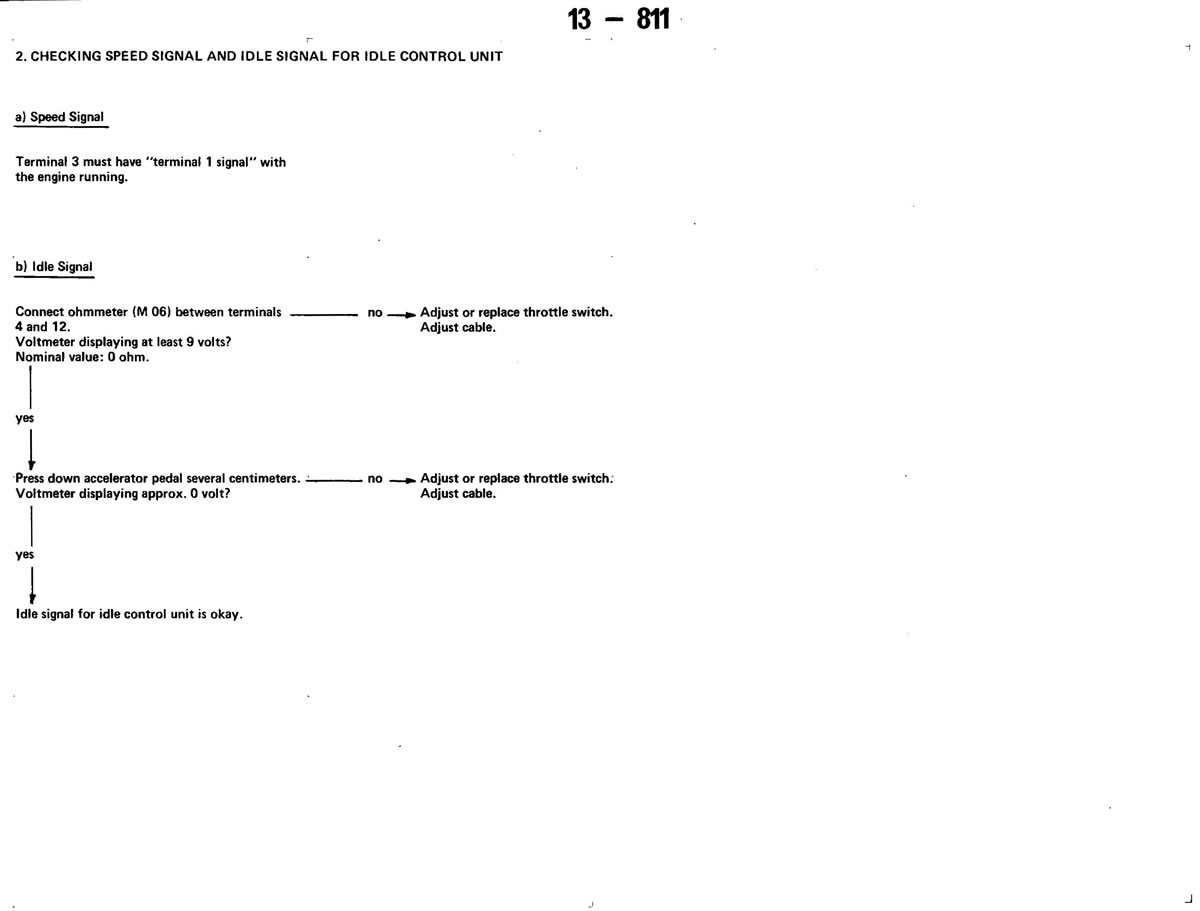 13 – 811
2. CHECKING SPEED SIGNAL AND IDLE SIGNAL FOR IDLE CONTROL UNIT
a) Speed Signal
Terminal 3 must have "terminal 1 signal" with
the engine running.
b) Idle Signal
Connect ohmmeter (M 06) between terminals
4 and 12.
Voltmeter displaying at least 9 volts?
Nominal value: 0 ohm.
no
Adjust or replace throttle switch.
Adjust cable.
yes
Press down accelerator pedal several centimeters.
Voltmeter displaying approx. 0 volt?
no
Adjust or replace throttle switch.
Adjust cable.
yes
Idle signal for idle control unit is okay.